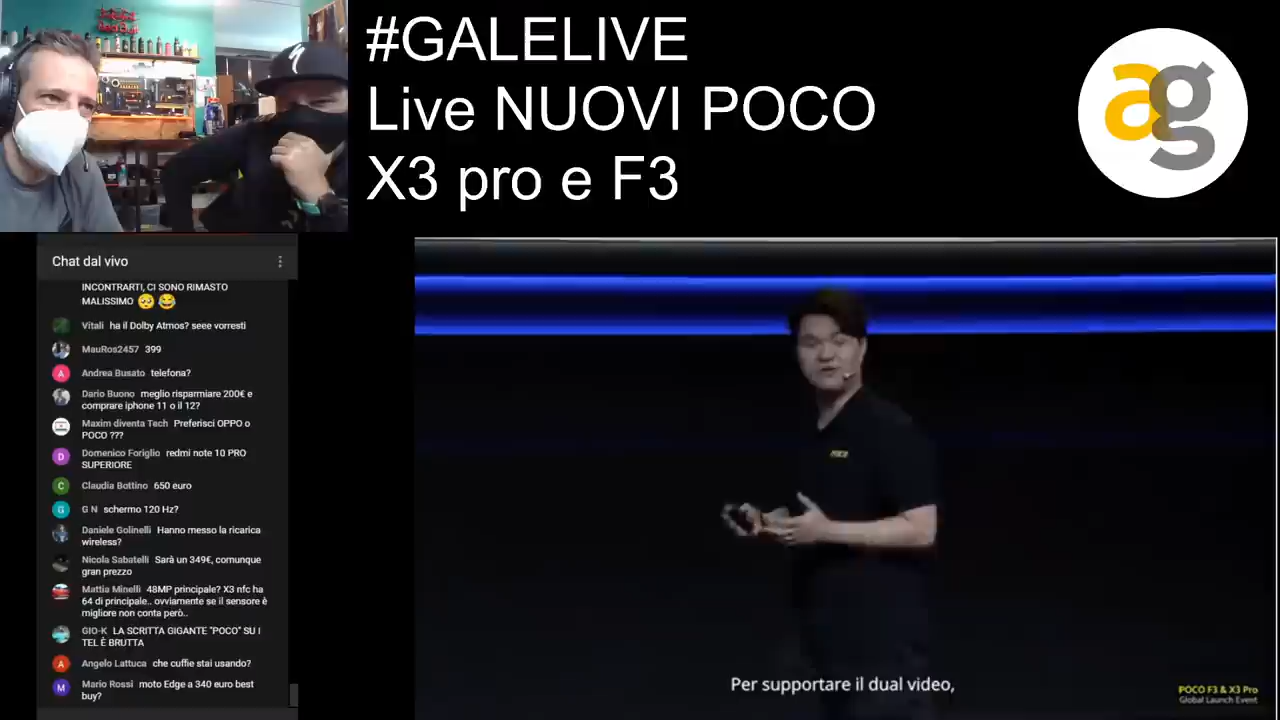 #GALELIVE
Live NUOVI POCO
X3 pro e F3
ag
Chat dal vivo
INCONTRARTI, CI SONO RIMASTO
MALISSIMO 🥺 😂
Vitali ha il Dolby Atmos? seee vorresti
MauRos2457 399
A Andrea Busato telefona?
Dario Buono meglio risparmiare 200€ e
comprare iphone 11 o il 12?
Maxim diventa Tech Preferisci OPPO o
POCO ???
D Domenico Foriglio redmi note 10 PRO
SUPERIORE
C Claudia Bottino 650 euro
G G N schermo 120 Hz?
Daniele Golinelli Hanno messo la ricarica
wireless?
Nicola Sabatelli Sarà un 349€, comunque
gran prezzo
Mattia Minelli 48MP principale? X3 nfc ha
64 di principale.. ovviamente se il sensore è
migliore non conta però..
GIO-K LA SCRITTA GIGANTE "POCO" SU I
TEL È BRUTTA
A Angelo Lattuca che cuffie stai usando?
M Mario Rossi moto Edge a 340 euro best
buy?
POCO
Per supportare il dual video,
POCO F3 & X3 Pro
Global Launch Event